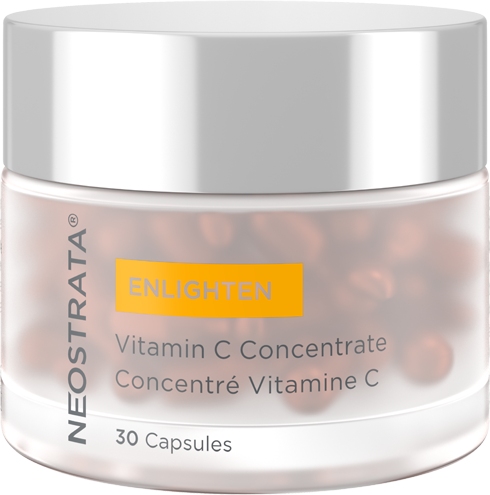 NEOSTRATA®
ENLIGHTEN
Vitamin C Concentrate
Concentré Vitamine C
30 Capsules